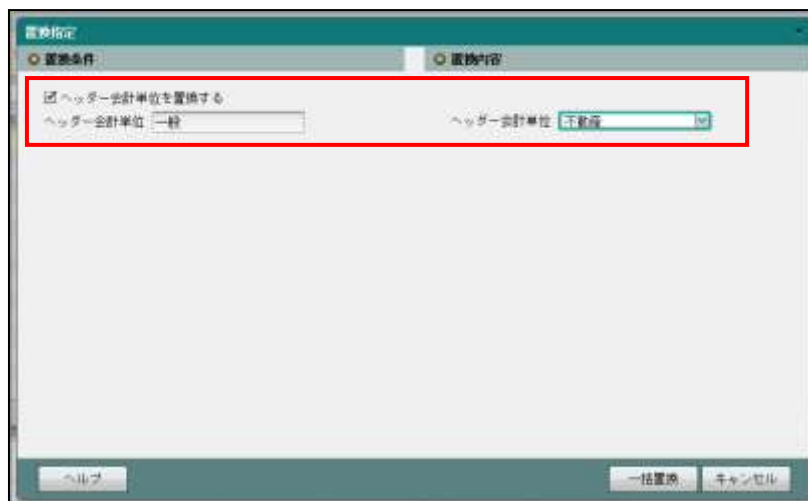 置換指定
置換条件 置換内容
ヘッダー会計単位を置換する
ヘッダー会計単位 一般 ヘッダー会計単位 不動産
ヘルプ 一括置換 キャンセル